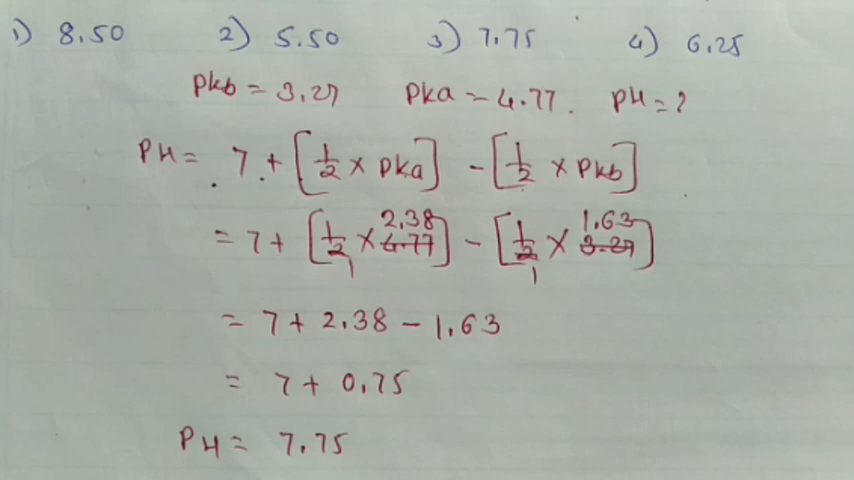 1) 8.50 2) 5.50 3) 7.75 4) 6.25
Pkb = 3.27 Pka = 4.77. PH = ?
PH = 7 + [1/2 × Pka] - [1/2 × Pkb]
= 7 + [1/2 × 4.77] - [1/2 × 3.27]
2.38 1.63
1 1
= 7 + 2.38 - 1.63
= 7 + 0.75
PH = 7.75